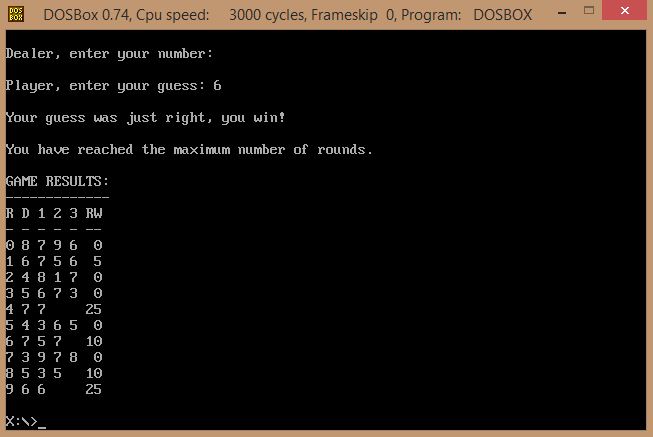 DOS
BOX
DOSBox 0.74, Cpu speed:     3000 cycles, Frameskip  0, Program:   DOSBOX
Dealer, enter your number:
Player, enter your guess: 6
Your guess was just right, you win!
You have reached the maximum number of rounds.
GAME RESULTS:
-------------
R D 1 2 3 RW
- - - - - --
0 8 7 9 6  0
1 6 7 5 6  5
2 4 8 1 7  0
3 5 6 7 3  0
4 7 7     25
5 4 3 6 5  0
6 7 5 7   10
7 3 9 7 8  0
8 5 3 5   10
9 6 6     25
X:\>_